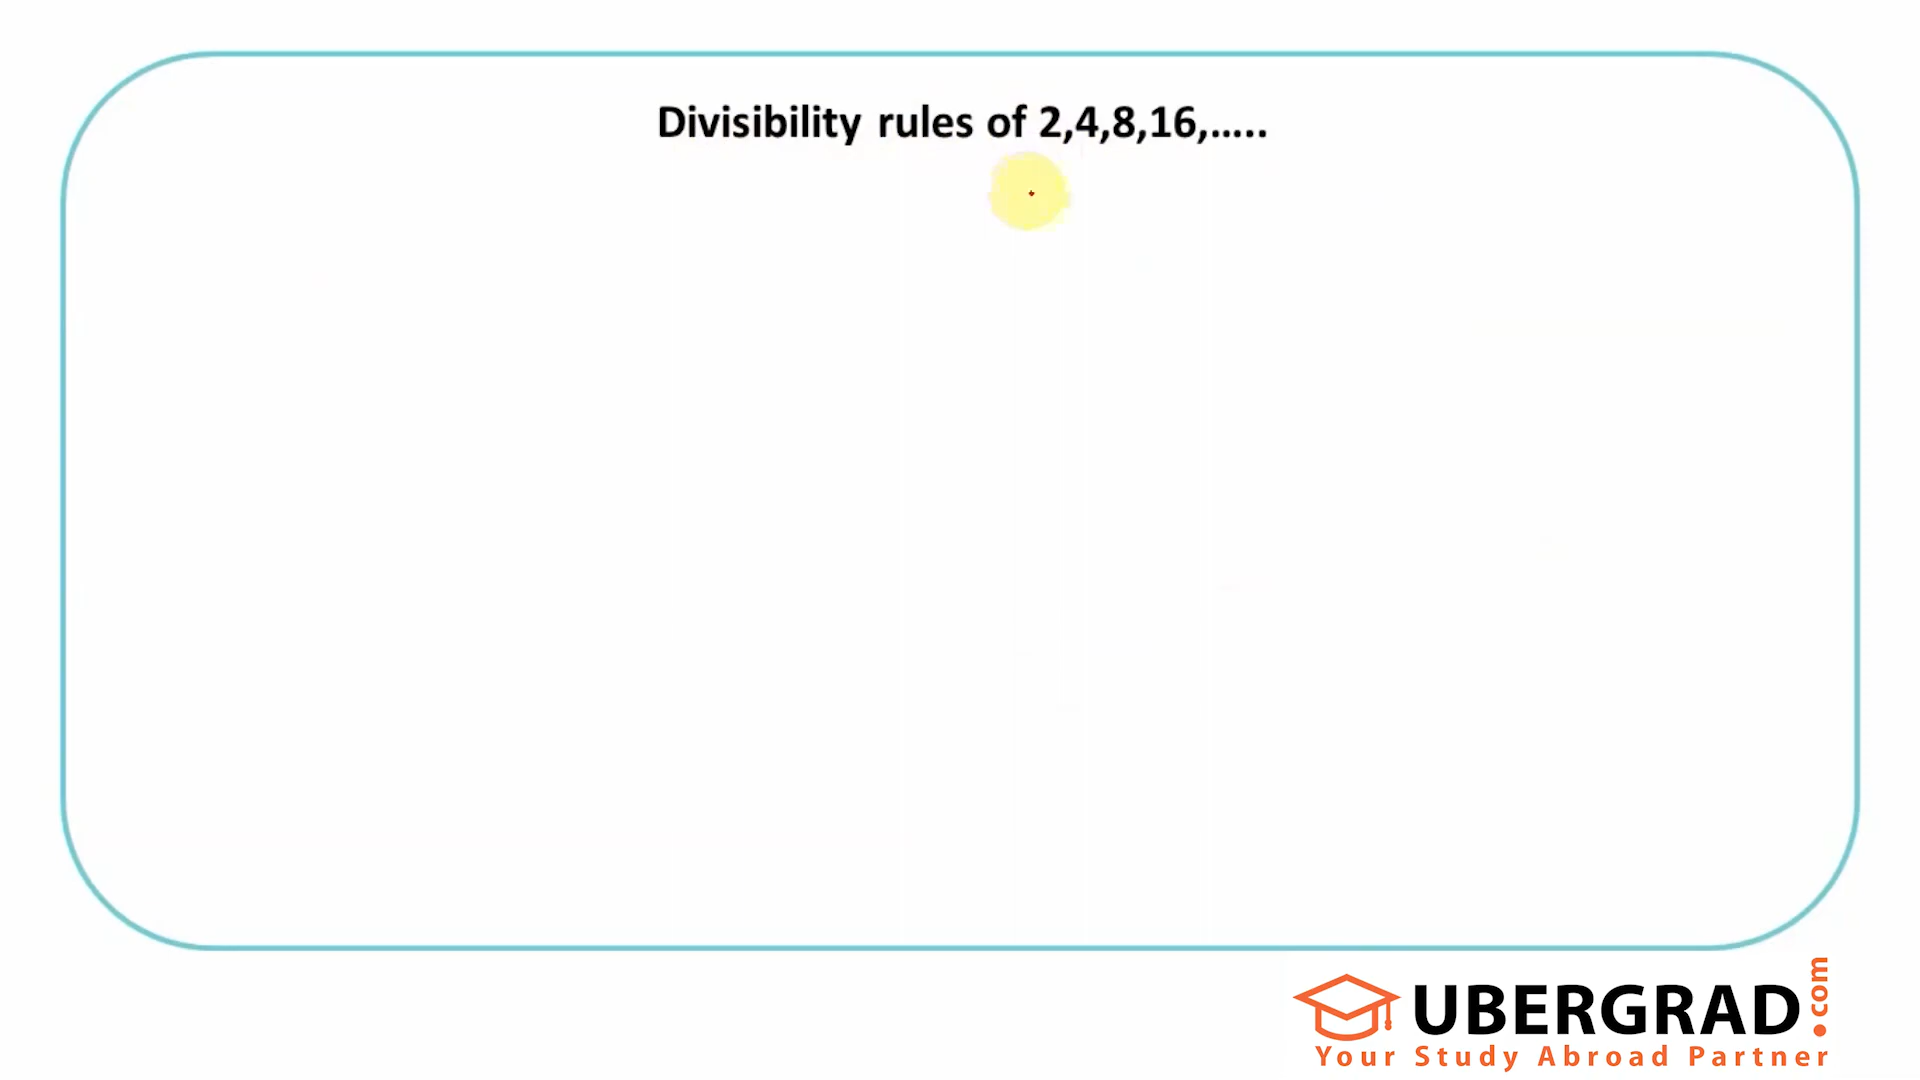 Divisibility rules of 2,4,8,16,.....
UBERGRAD.com
Your Study Abroad Partner